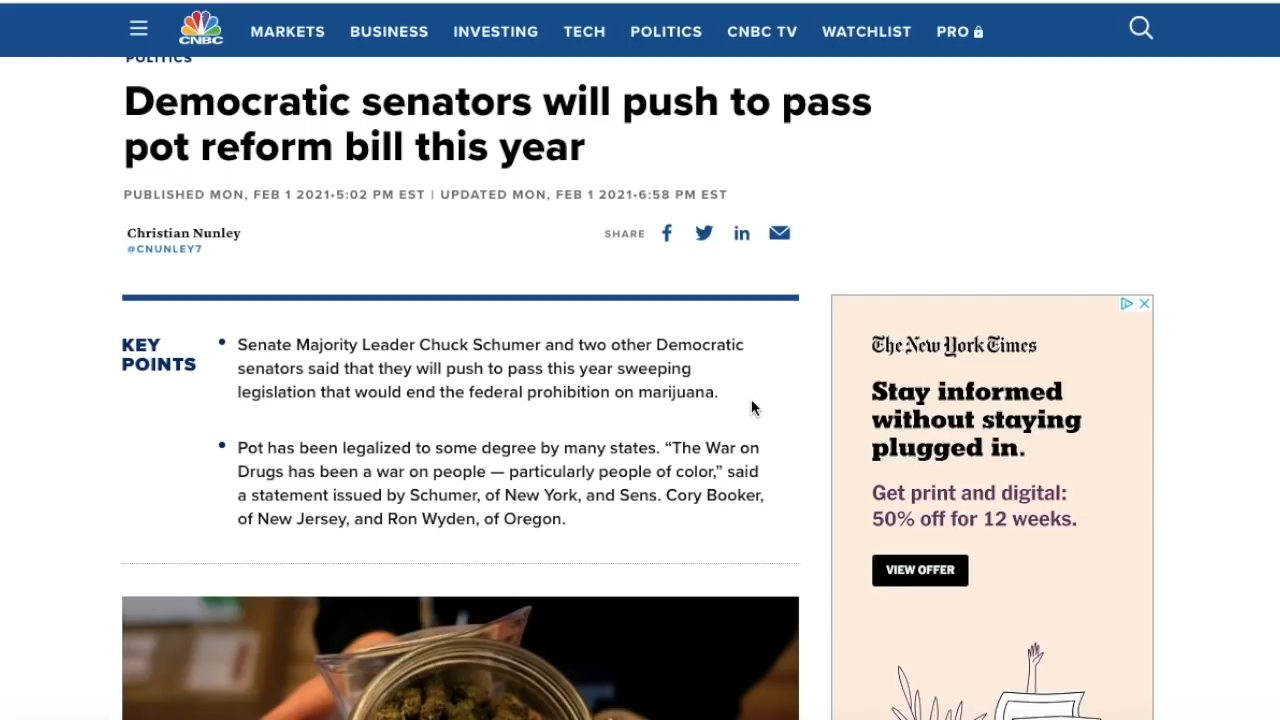 CNBC
MARKETS BUSINESS INVESTING TECH POLITICS CNBC TV WATCHLIST PRO
POLITICS
Democratic senators will push to pass
pot reform bill this year
PUBLISHED MON, FEB 1 2021•5:02 PM EST | UPDATED MON, FEB 1 2021•6:58 PM EST
Christian Nunley
@CNUNLEY7
SHARE
KEY
POINTS
• Senate Majority Leader Chuck Schumer and two other Democratic
senators said that they will push to pass this year sweeping
legislation that would end the federal prohibition on marijuana.
• Pot has been legalized to some degree by many states. “The War on
Drugs has been a war on people — particularly people of color,” said
a statement issued by Schumer, of New York, and Sens. Cory Booker,
of New Jersey, and Ron Wyden, of Oregon.
The New York Times
Stay informed
without staying
plugged in.
Get print and digital:
50% off for 12 weeks.
VIEW OFFER